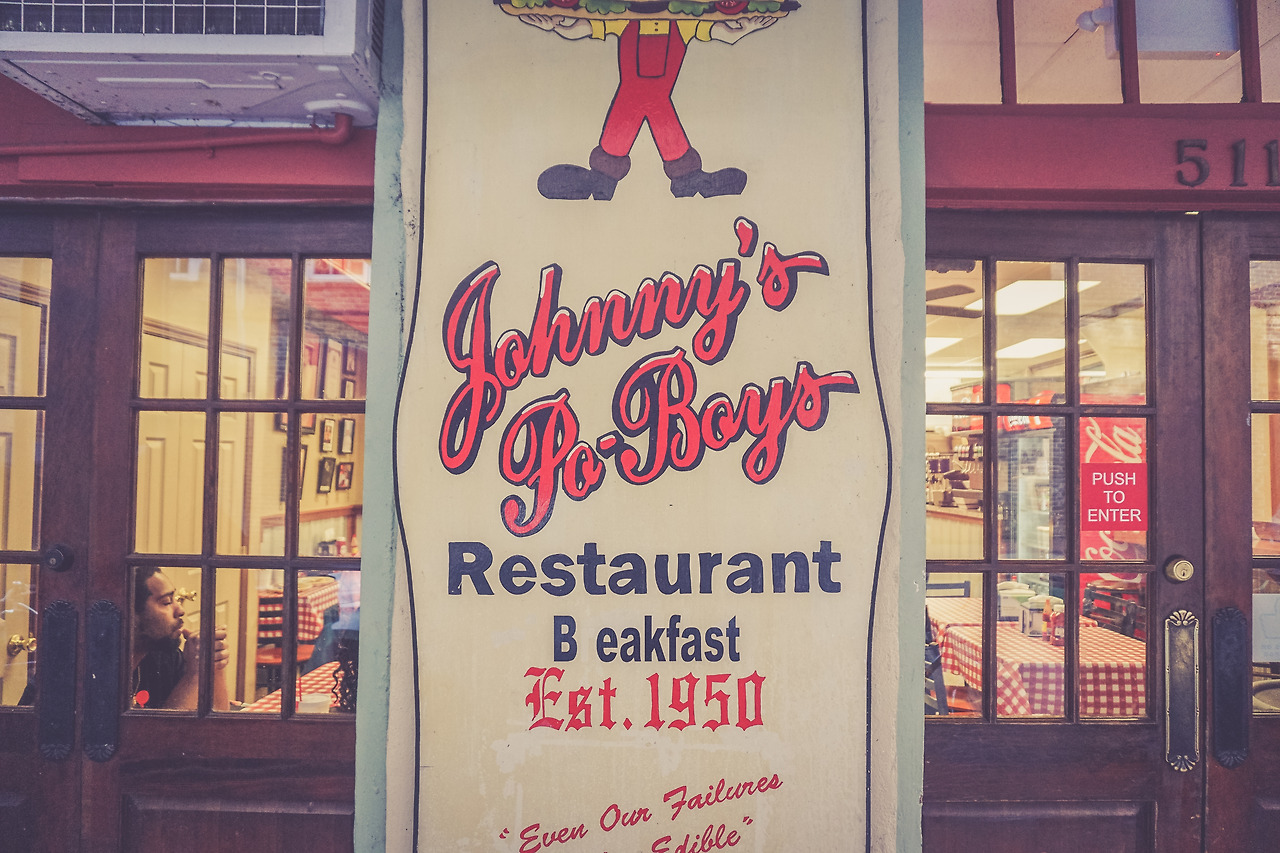 Johnny's
Po-Boys
Restaurant
B eakfast
Est. 1950
"Even Our Failures
Edible"
511
PUSH
TO
ENTER